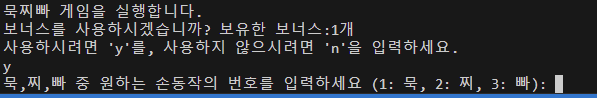 묵찌빠 게임을 실행합니다.
보너스를 사용하시겠습니까? 보유한 보너스:1개
사용하시려면 'y'를, 사용하지 않으시려면 'n'을 입력하세요.
y
묵,찌,빠 중 원하는 손동작의 번호를 입력하세요 (1: 묵, 2: 찌, 3: 빠):